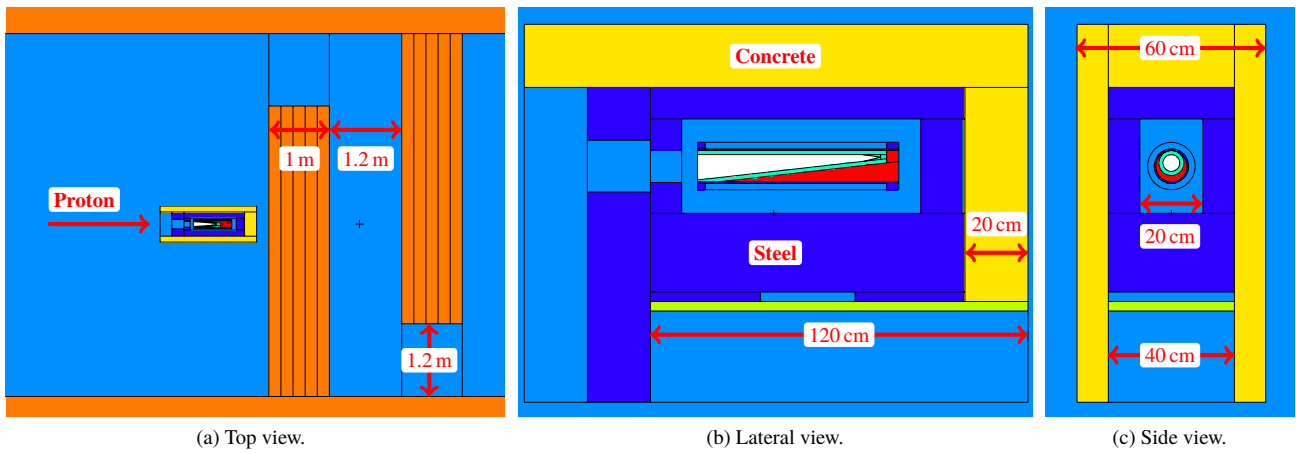 Proton
1 m
1.2 m
1.2 m
(a) Top view.
Concrete
Steel
20 cm
120 cm
(b) Lateral view.
60 cm
20 cm
40 cm
(c) Side view.